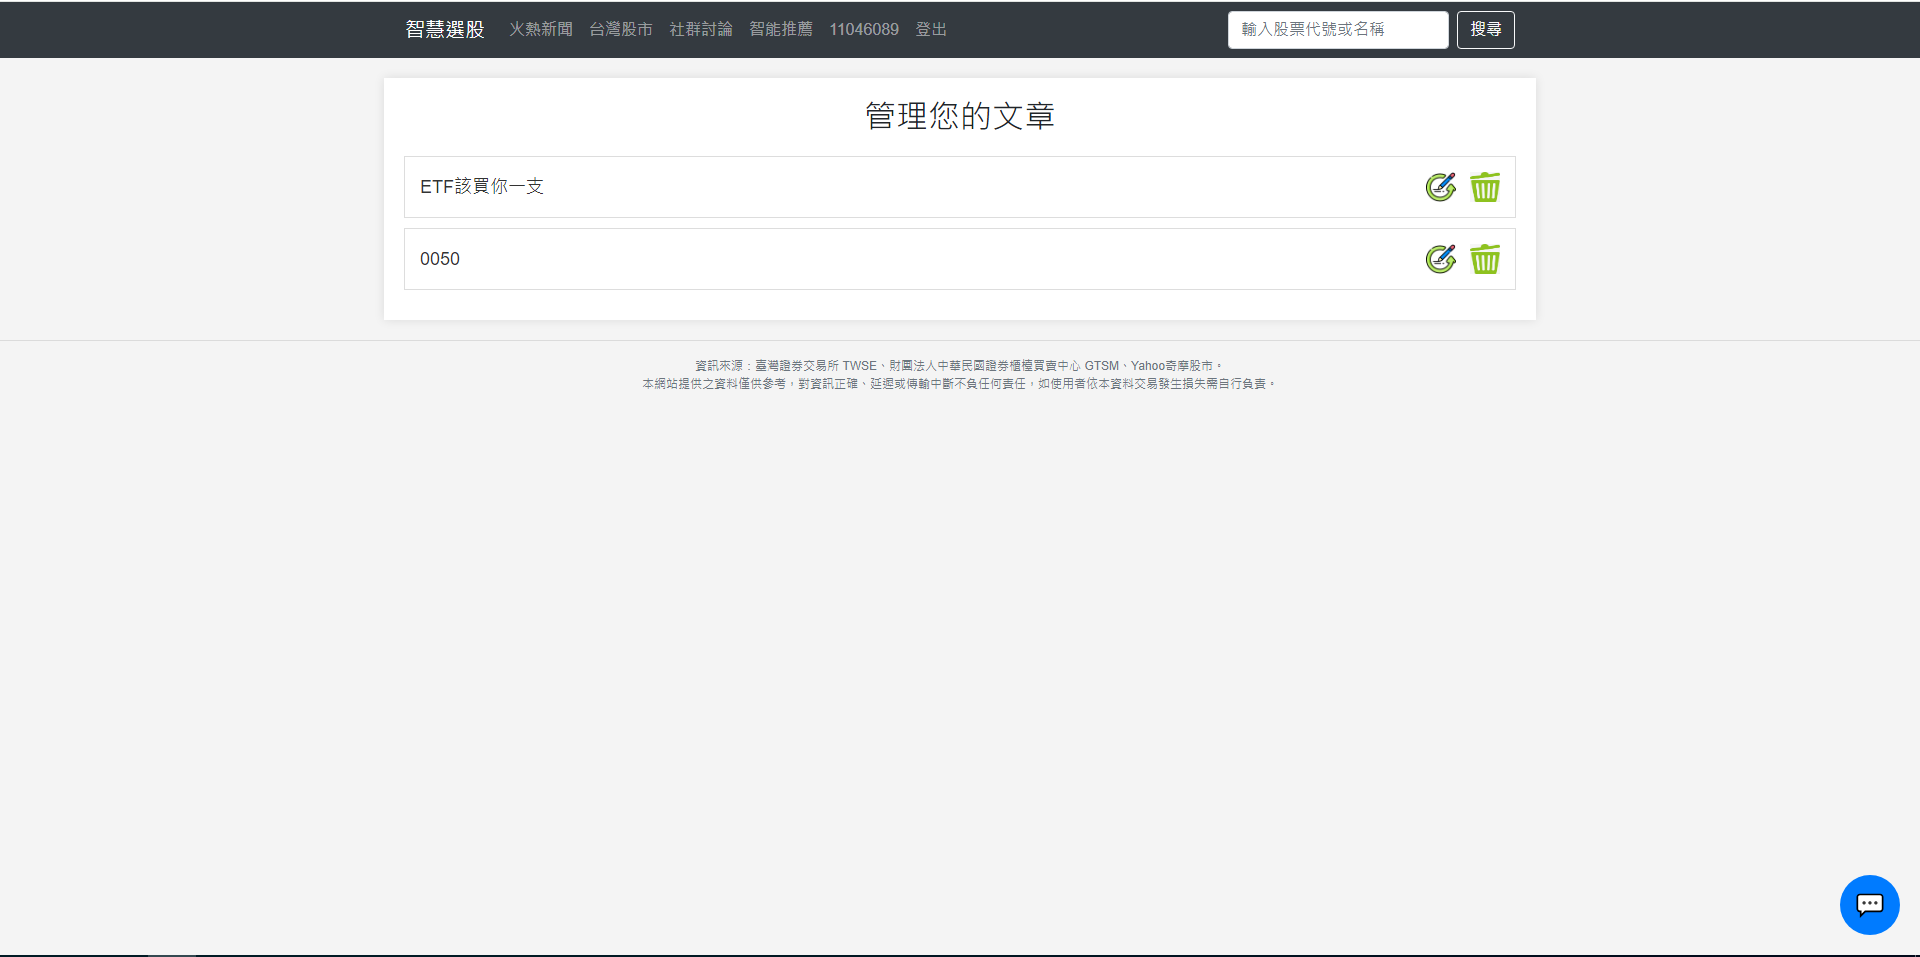 智慧選股 火熱新聞 台灣股市 社群討論 智能推薦 11046089 登出 輸入股票代號或名稱 搜尋
管理您的文章
ETF該買你一支
0050
資訊來源：臺灣證券交易所 TWSE、財團法人中華民國證券櫃檯買賣中心 GTSM、Yahoo奇摩股市。
本網站提供之資料僅供參考，對資訊正確、延遲或傳輸中斷不負任何責任，如使用者依本資料交易發生損失需自行負責。